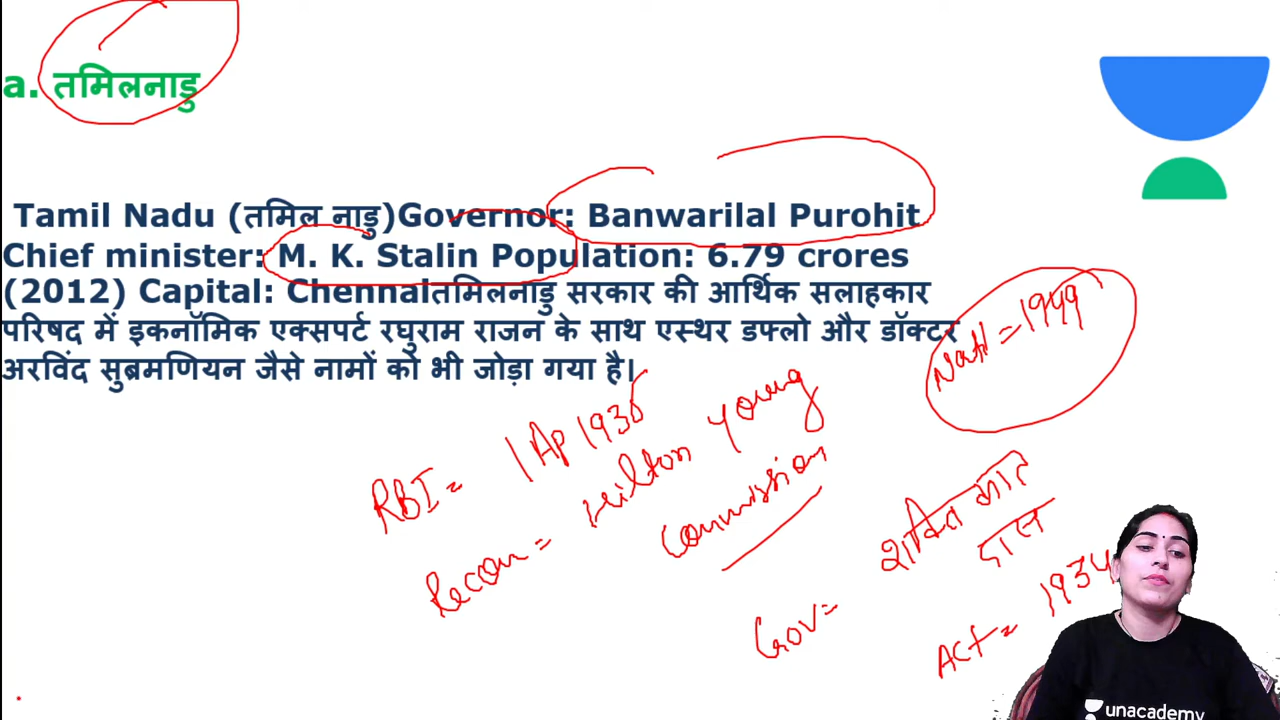 a. तमिलनाडु
Tamil Nadu (तमिल नाडु)Governor: Banwarilal Purohit
Chief minister: M. K. Stalin Population: 6.79 crores
(2012) Capital: Chennaiतमिलनाडु सरकार की आर्थिक सलाहकार
परिषद में इकनॉमिक एक्सपर्ट रघुराम राजन के साथ एस्थर डफ्लो और डॉक्टर
अरविंद सुब्रमणियन जैसे नामों को भी जोड़ा गया है।
= 1949
RBI = 1 Ap 1935
Recom = Hilton Young
Commission
Gov =
शक्ति कांत
दास
Act = 1934
unacademy